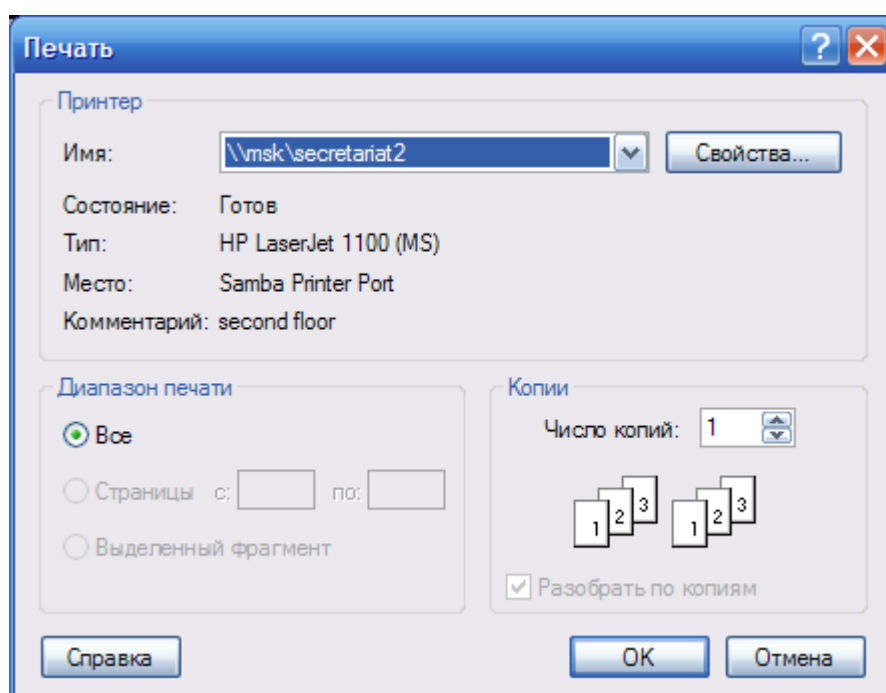 Печать
Принтер
Имя: \\msk\secretariat2 Свойства...
Состояние: Готов
Тип: HP LaserJet 1100 (MS)
Место: Samba Printer Port
Комментарий: second floor
Диапазон печати
Все
Страницы с: по:
Выделенный фрагмент
Копии
Число копий: 1
1 2 3 1 2 3
Разобрать по копиям
Справка OK Отмена